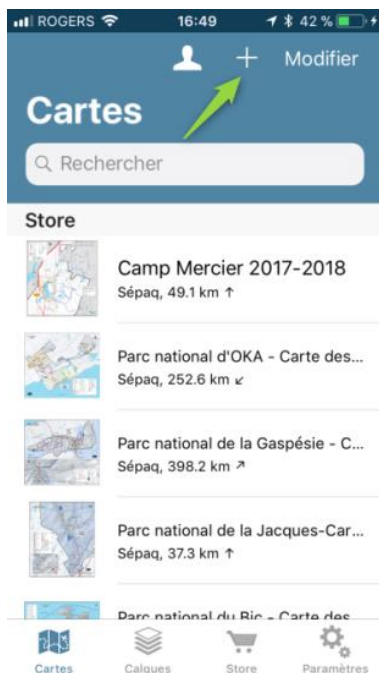 ROGERS 16:49 42 %
Modifier
Cartes
Rechercher
Store
Camp Mercier 2017-2018
Sépaq, 49.1 km ↑
Parc national d'OKA - Carte des...
Sépaq, 252.6 km ↙
Parc national de la Gaspésie - C...
Sépaq, 398.2 km ↗
Parc national de la Jacques-Car...
Sépaq, 37.3 km ↑
Parc national du Bic - Carte des
Cartes Calques Store Paramètres